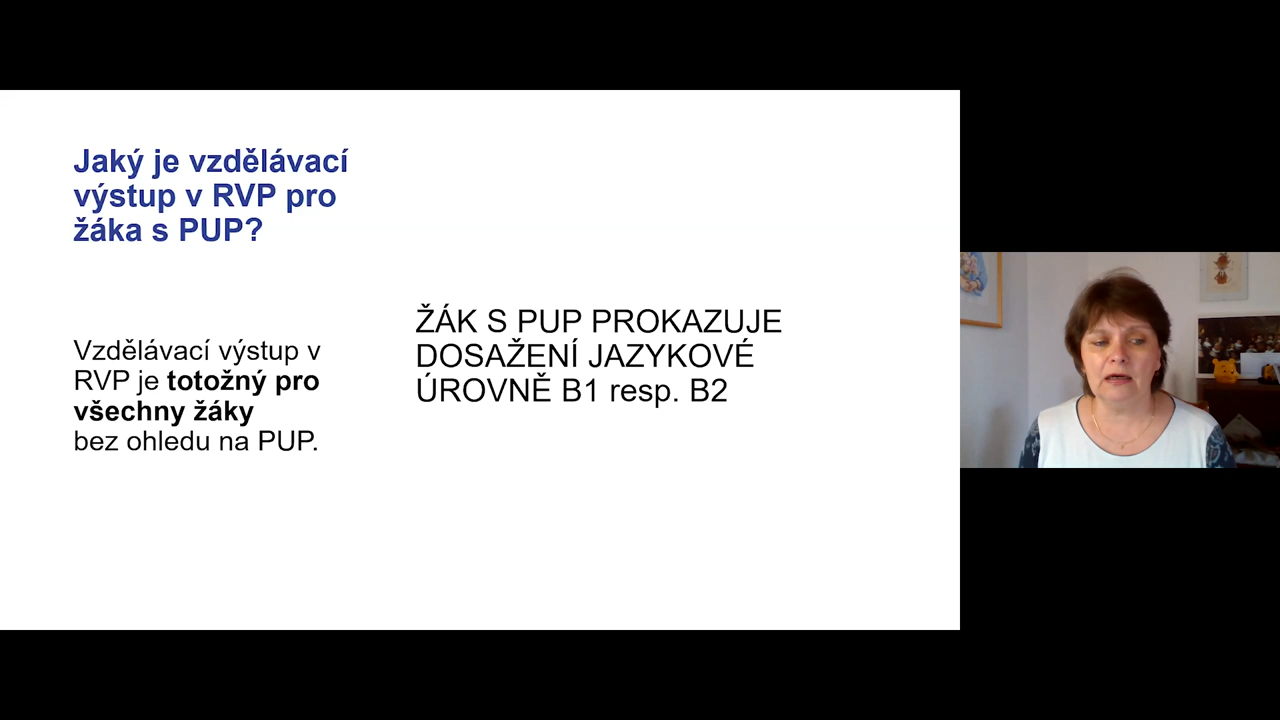 Jaký je vzdělávací
výstup v RVP pro
žáka s PUP?
Vzdělávací výstup v
RVP je totožný pro
všechny žáky
bez ohledu na PUP.
ŽÁK S PUP PROKAZUJE
DOSAŽENÍ JAZYKOVÉ
ÚROVNĚ B1 resp. B2